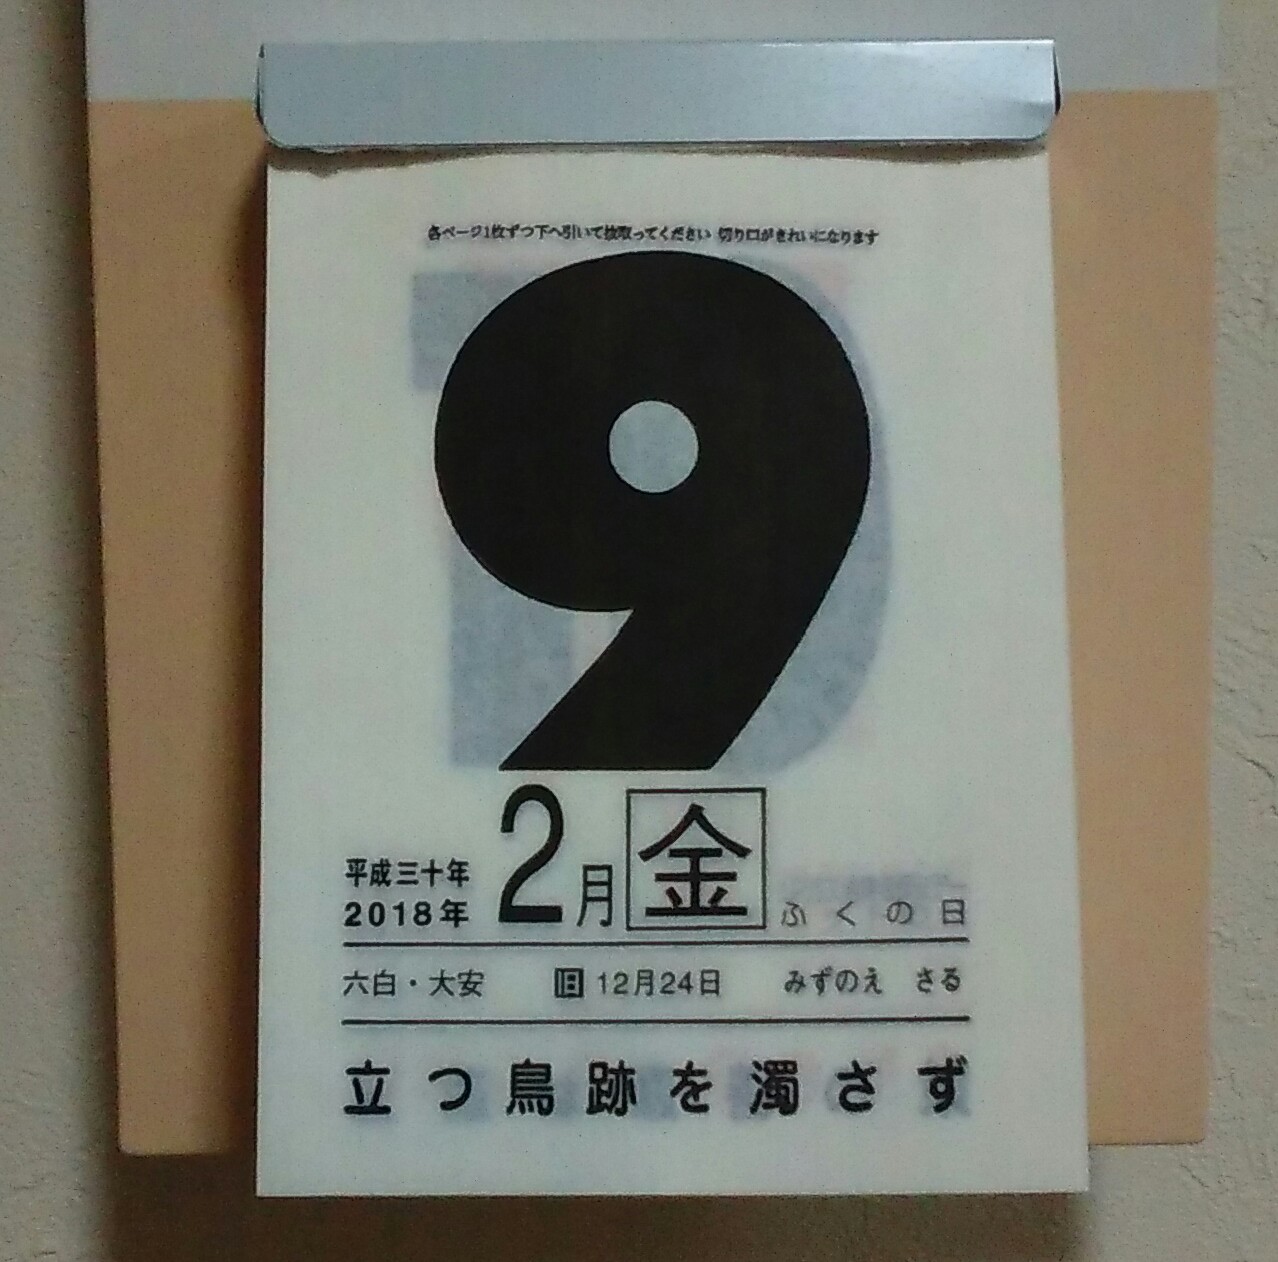 各ページ1枚ずつ下へ引いて抜取ってください 切り口がきれいになります
9
平成三十年
2018年 2月 金 ふくの日
六白・大安 旧 12月24日 みずのえ さる
立つ鳥跡を濁さず